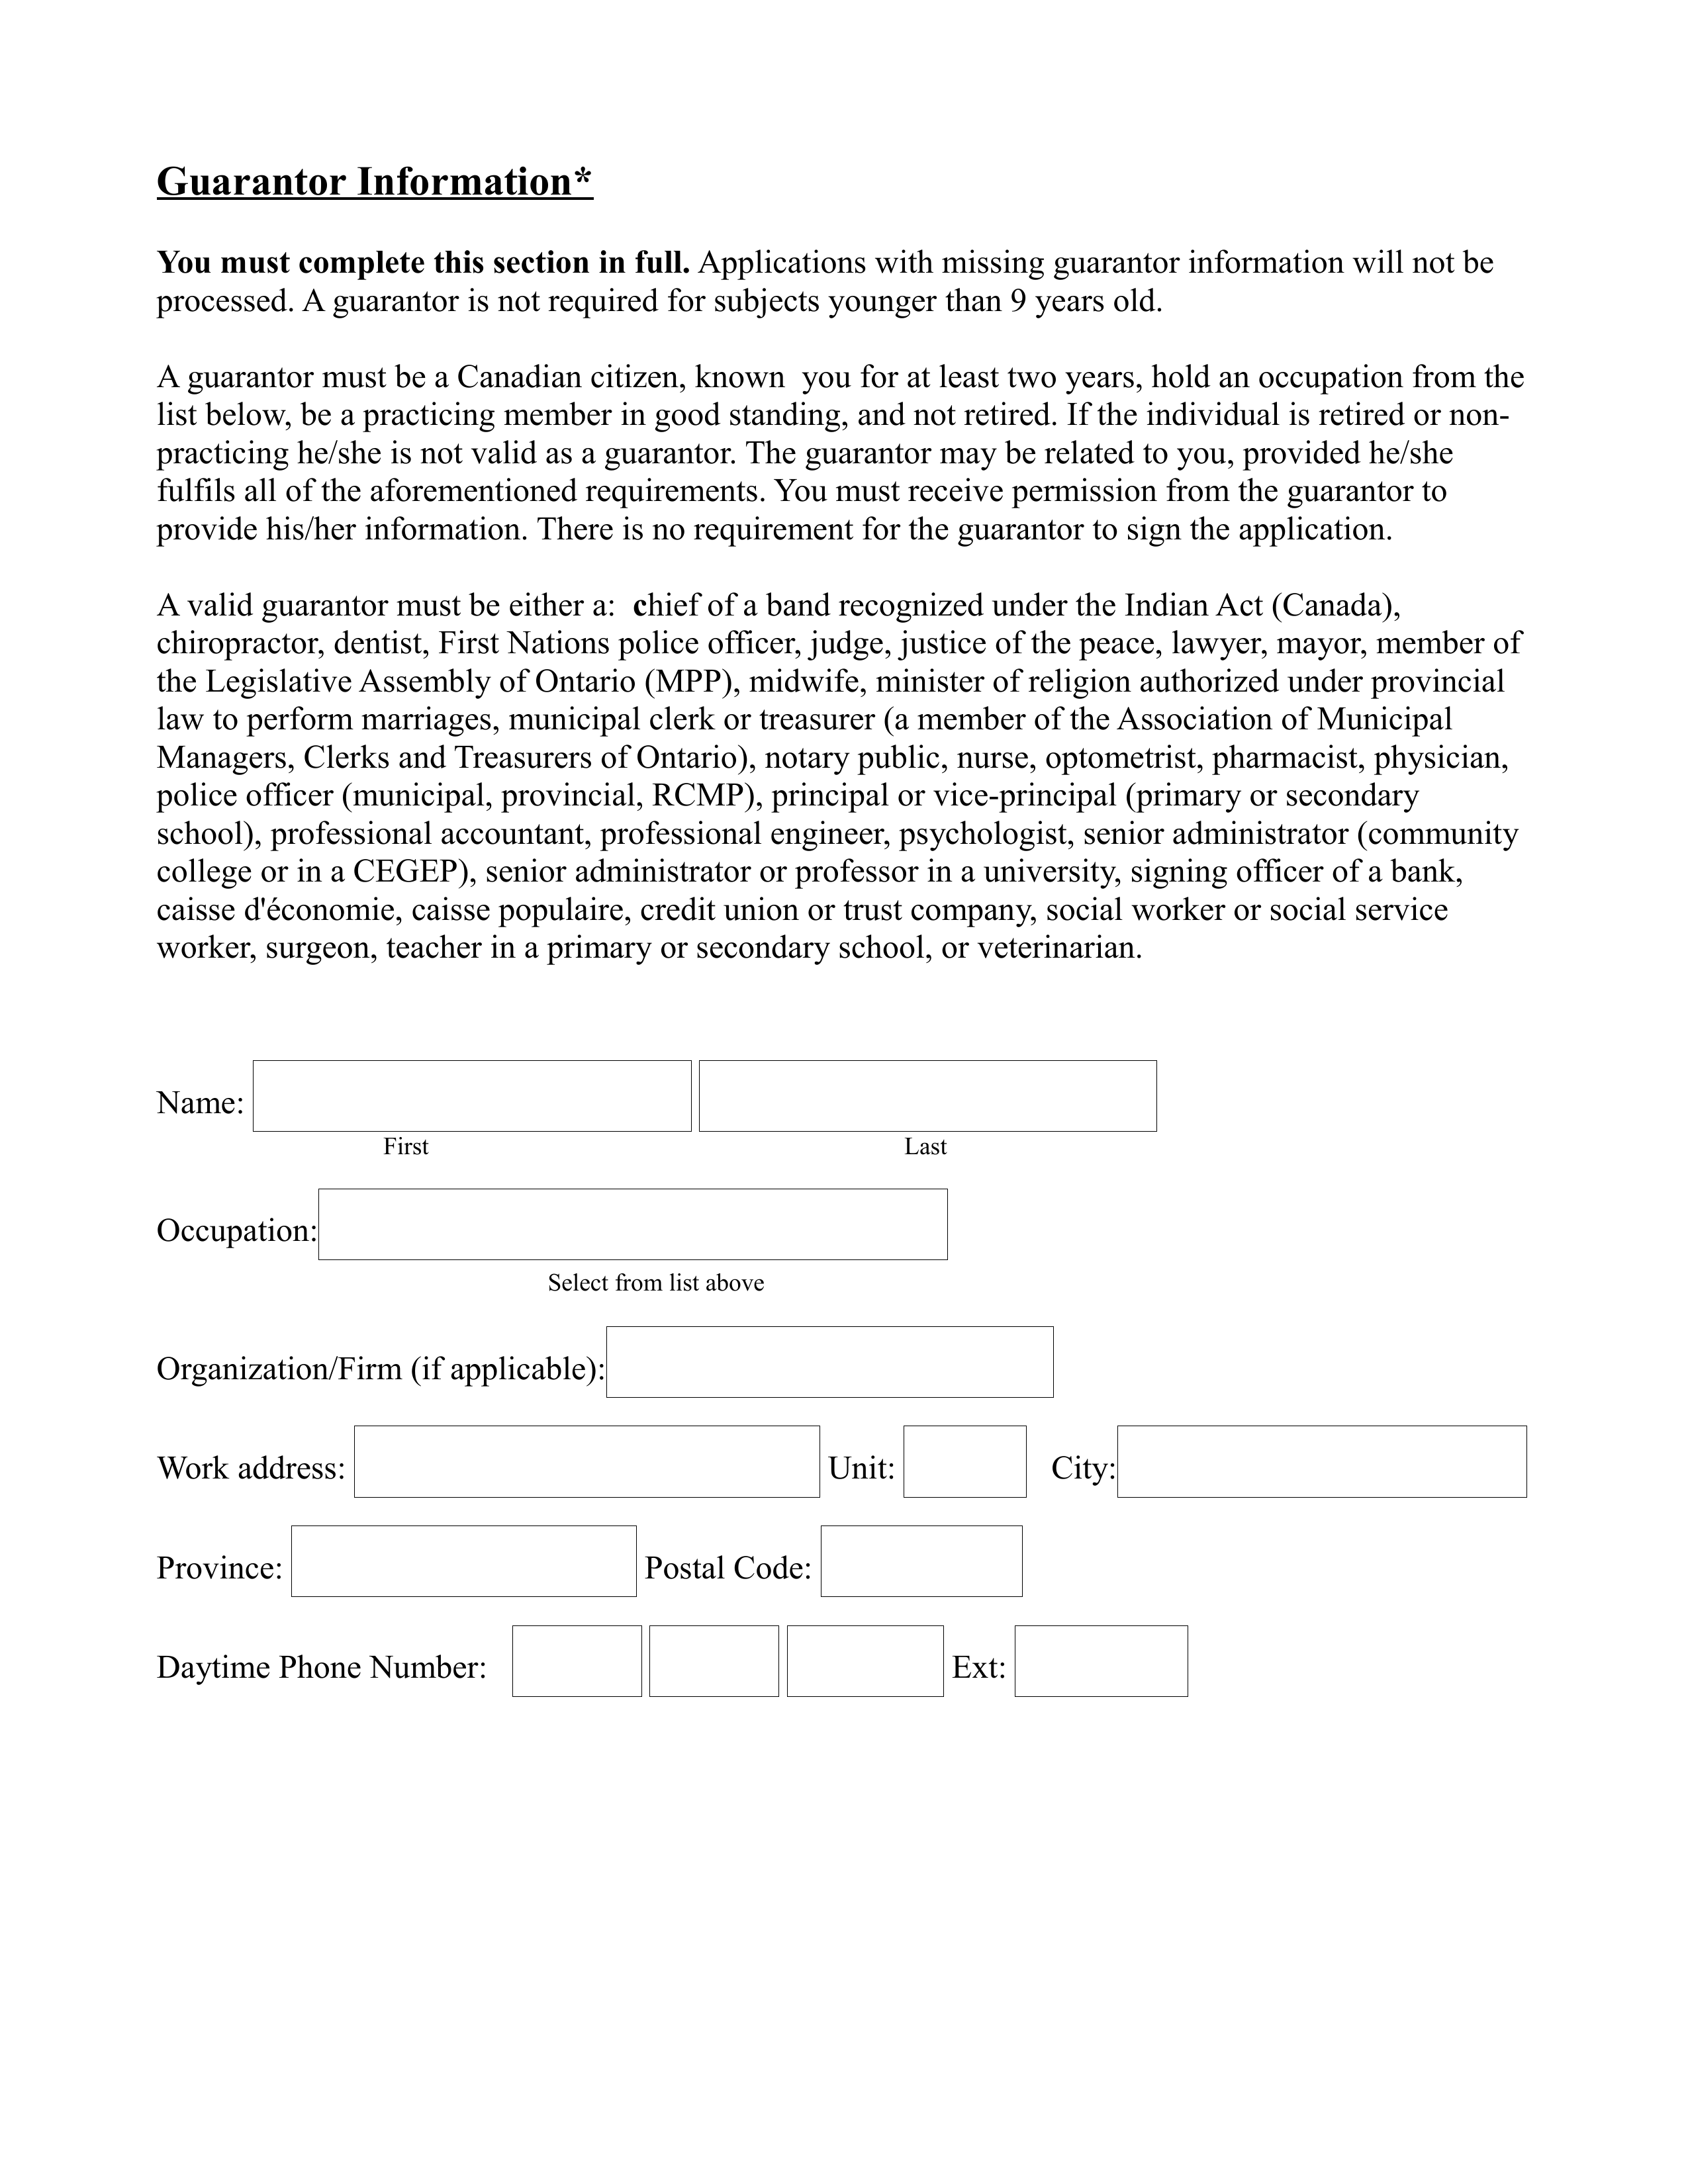 Guarantor Information*
You must complete this section in full. Applications with missing guarantor information will not be
processed. A guarantor is not required for subjects younger than 9 years old.
A guarantor must be a Canadian citizen, known  you for at least two years, hold an occupation from the
list below, be a practicing member in good standing, and not retired. If the individual is retired or non-
practicing he/she is not valid as a guarantor. The guarantor may be related to you, provided he/she
fulfils all of the aforementioned requirements. You must receive permission from the guarantor to
provide his/her information. There is no requirement for the guarantor to sign the application.
A valid guarantor must be either a:  chief of a band recognized under the Indian Act (Canada),
chiropractor, dentist, First Nations police officer, judge, justice of the peace, lawyer, mayor, member of
the Legislative Assembly of Ontario (MPP), midwife, minister of religion authorized under provincial
law to perform marriages, municipal clerk or treasurer (a member of the Association of Municipal
Managers, Clerks and Treasurers of Ontario), notary public, nurse, optometrist, pharmacist, physician,
police officer (municipal, provincial, RCMP), principal or vice-principal (primary or secondary
school), professional accountant, professional engineer, psychologist, senior administrator (community
college or in a CEGEP), senior administrator or professor in a university, signing officer of a bank,
caisse d'économie, caisse populaire, credit union or trust company, social worker or social service
worker, surgeon, teacher in a primary or secondary school, or veterinarian.
Name:
First Last
Occupation:
Select from list above
Organization/Firm (if applicable):
Work address: Unit: City:
Province: Postal Code:
Daytime Phone Number: Ext: